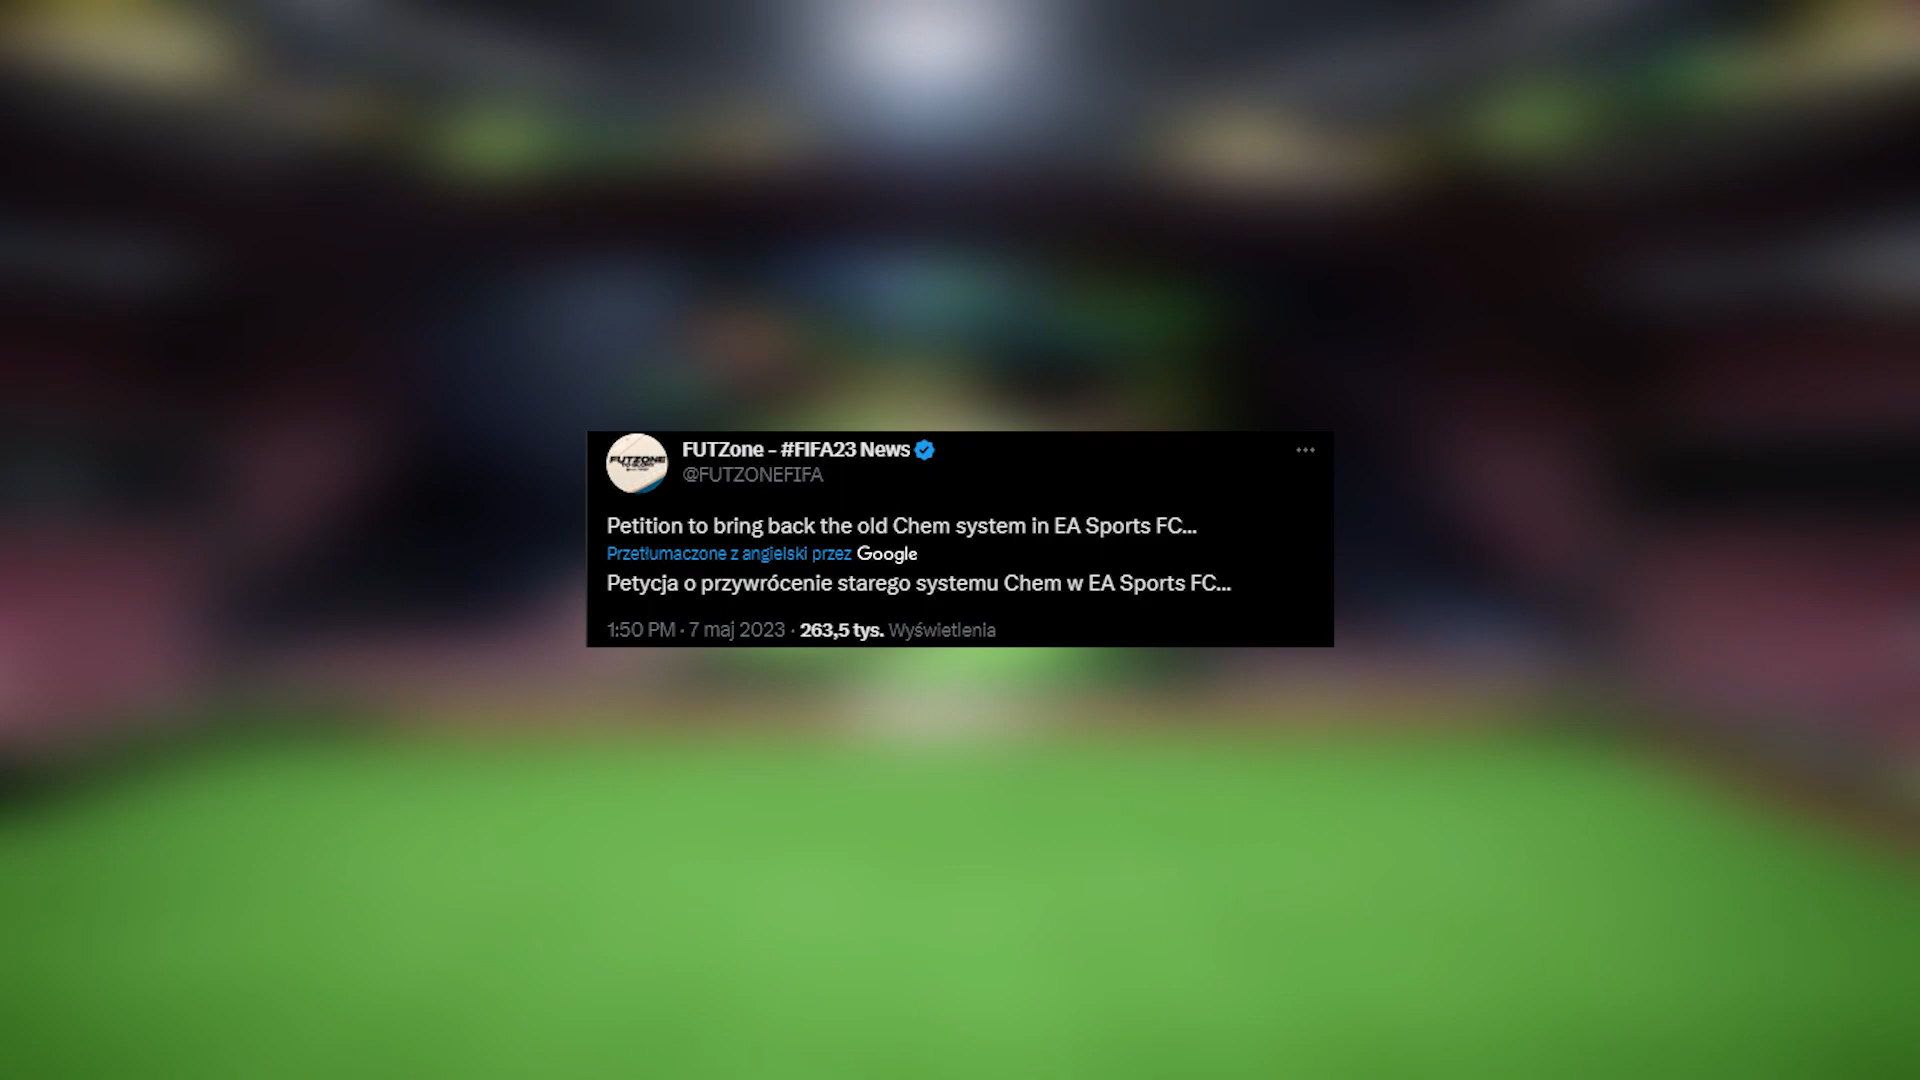 FUTZONE
FUTZone - #FIFA23 News
@FUTZONEFIFA
Petition to bring back the old Chem system in EA Sports FC...
Przetłumaczone z angielski przez Google
Petycja o przywrócenie starego systemu Chem w EA Sports FC...
1:50 PM · 7 maj 2023 · 263,5 tys. Wyświetlenia